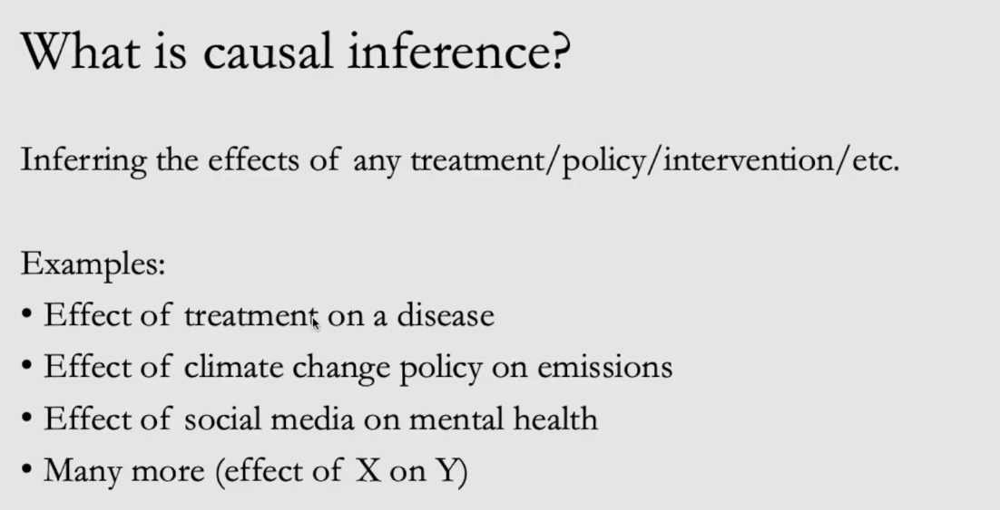 What is causal inference?
Inferring the effects of any treatment/policy/intervention/etc.
Examples:
• Effect of treatment on a disease
• Effect of climate change policy on emissions
• Effect of social media on mental health
• Many more (effect of X on Y)